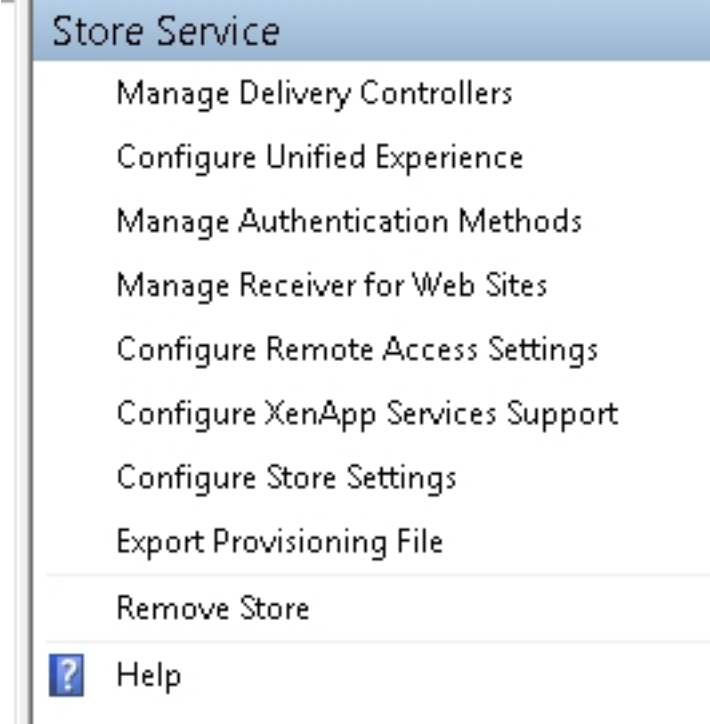 Store Service
Manage Delivery Controllers
Configure Unified Experience
Manage Authentication Methods
Manage Receiver for Web Sites
Configure Remote Access Settings
Configure XenApp Services Support
Configure Store Settings
Export Provisioning File
Remove Store
? Help